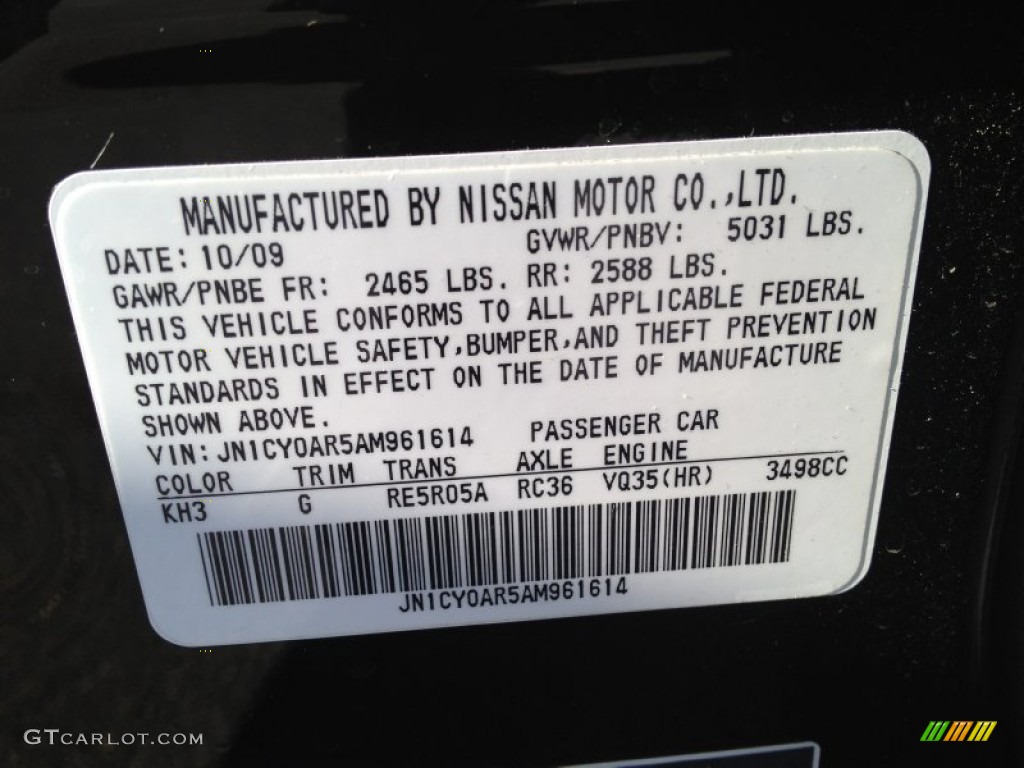 MANUFACTURED BY NISSAN MOTOR CO.,LTD.
DATE: 10/09 GVWR/PNBV: 5031 LBS.
GAWR/PNBE FR: 2465 LBS. RR: 2588 LBS.
THIS VEHICLE CONFORMS TO ALL APPLICABLE FEDERAL
MOTOR VEHICLE SAFETY,BUMPER,AND THEFT PREVENTION
STANDARDS IN EFFECT ON THE DATE OF MANUFACTURE
SHOWN ABOVE.
VIN: JN1CY0AR5AM961614 PASSENGER CAR
COLOR TRIM TRANS AXLE ENGINE
KH3 G RE5R05A RC36 VQ35(HR) 3498CC
JN1CY0AR5AM961614
GTCARLOT.COM